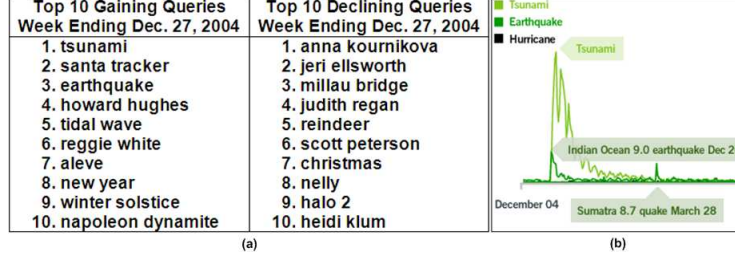 Top 10 Gaining Queries
Week Ending Dec. 27, 2004
1. tsunami
2. santa tracker
3. earthquake
4. howard hughes
5. tidal wave
6. reggie white
7. aleve
8. new year
9. winter solstice
10. napoleon dynamite
Top 10 Declining Queries
Week Ending Dec. 27, 2004
1. anna kournikova
2. jeri ellsworth
3. millau bridge
4. judith regan
5. reindeer
6. scott peterson
7. christmas
8. nelly
9. halo 2
10. heidi klum
(a)
Tsunami
Earthquake
Hurricane
Tsunami
Indian Ocean 9.0 earthquake Dec 2
December 04
Sumatra 8.7 quake March 28
(b)